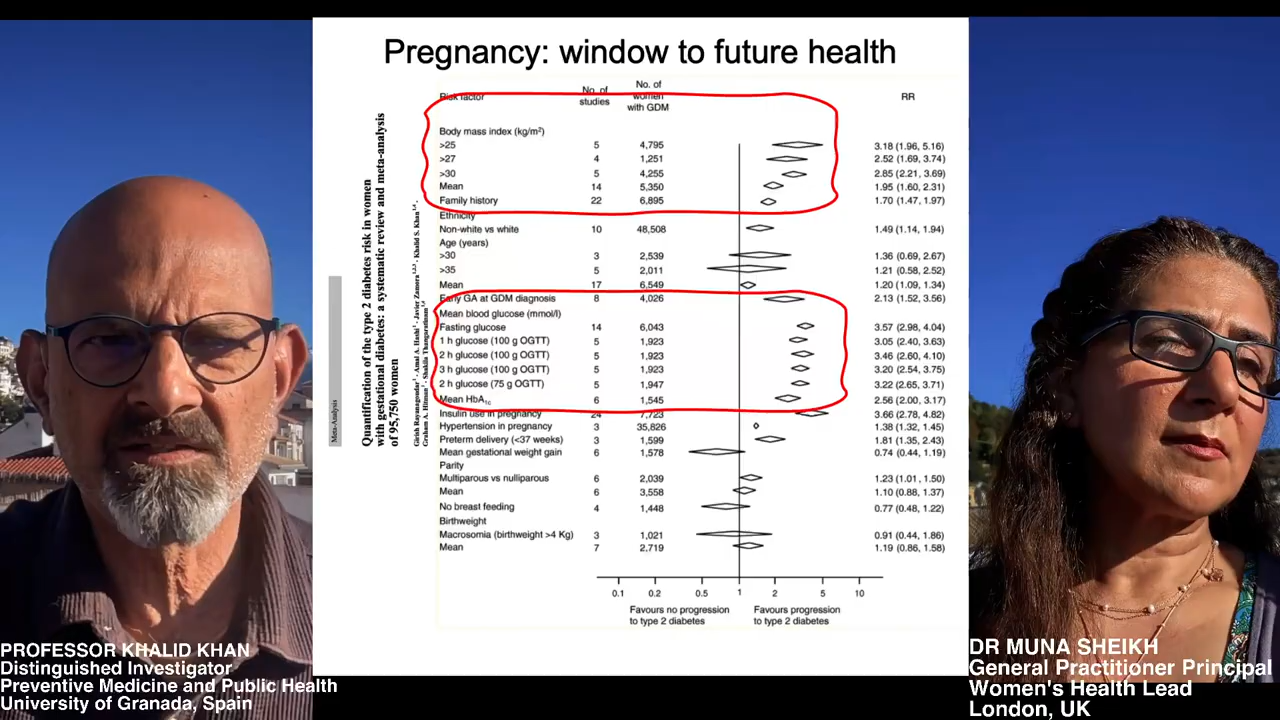 Pregnancy: window to future health
Quantification of the type 2 diabetes risk in women
with gestational diabetes: a systematic review and meta-analysis
of 95,750 women
Girish Rayanagoudar¹ · Amal A. Hashi¹ · Javier Zamora¹,²,³ · Khalid S. Khan¹,⁴ ·
Graham A. Hitman¹ · Shakila Thangaratinam¹,⁴
Meta-Analysis
Risk factor No. of studies No. of women with GDM RR
Body mass index (kg/m²)
>25 5 4,795 3.18 (1.96, 5.16)
>27 4 1,251 2.52 (1.69, 3.74)
>30 5 4,255 2.85 (2.21, 3.69)
Mean 14 5,350 1.95 (1.60, 2.31)
Family history 22 6,895 1.70 (1.47, 1.97)
Ethnicity
Non-white vs white 10 48,508 1.49 (1.14, 1.94)
Age (years)
>30 3 2,539 1.36 (0.69, 2.67)
>35 5 2,011 1.21 (0.58, 2.52)
Mean 17 6,549 1.20 (1.09, 1.34)
Early GA at GDM diagnosis 8 4,026 2.13 (1.52, 3.56)
Mean blood glucose (mmol/l)
Fasting glucose 14 6,043 3.57 (2.98, 4.04)
1 h glucose (100 g OGTT) 5 1,923 3.05 (2.40, 3.63)
2 h glucose (100 g OGTT) 5 1,923 3.46 (2.60, 4.10)
3 h glucose (100 g OGTT) 5 1,923 3.20 (2.54, 3.75)
2 h glucose (75 g OGTT) 5 1,947 3.22 (2.65, 3.71)
Mean HbA1c 6 1,545 2.56 (2.00, 3.17)
Insulin use in pregnancy 24 7,723 3.66 (2.78, 4.82)
Hypertension in pregnancy 3 35,826 1.38 (1.32, 1.45)
Preterm delivery (<37 weeks) 3 1,599 1.81 (1.35, 2.43)
Mean gestational weight gain 6 1,578 0.74 (0.44, 1.19)
Parity
Multiparous vs nulliparous 6 2,039 1.23 (1.01, 1.50)
Mean 6 3,558 1.10 (0.88, 1.37)
No breast feeding 4 1,448 0.77 (0.48, 1.22)
Birthweight
Macrosomia (birthweight >4 Kg) 3 1,021 0.91 (0.44, 1.86)
Mean 7 2,719 1.19 (0.86, 1.58)
0.1 0.2 0.5 1 2 5 10
Favours no progression to type 2 diabetes
Favours progression to type 2 diabetes
PROFESSOR KHALID KHAN
Distinguished Investigator
Preventive Medicine and Public Health
University of Granada, Spain
DR MUNA SHEIKH
General Practitioner Principal
Women's Health Lead
London, UK